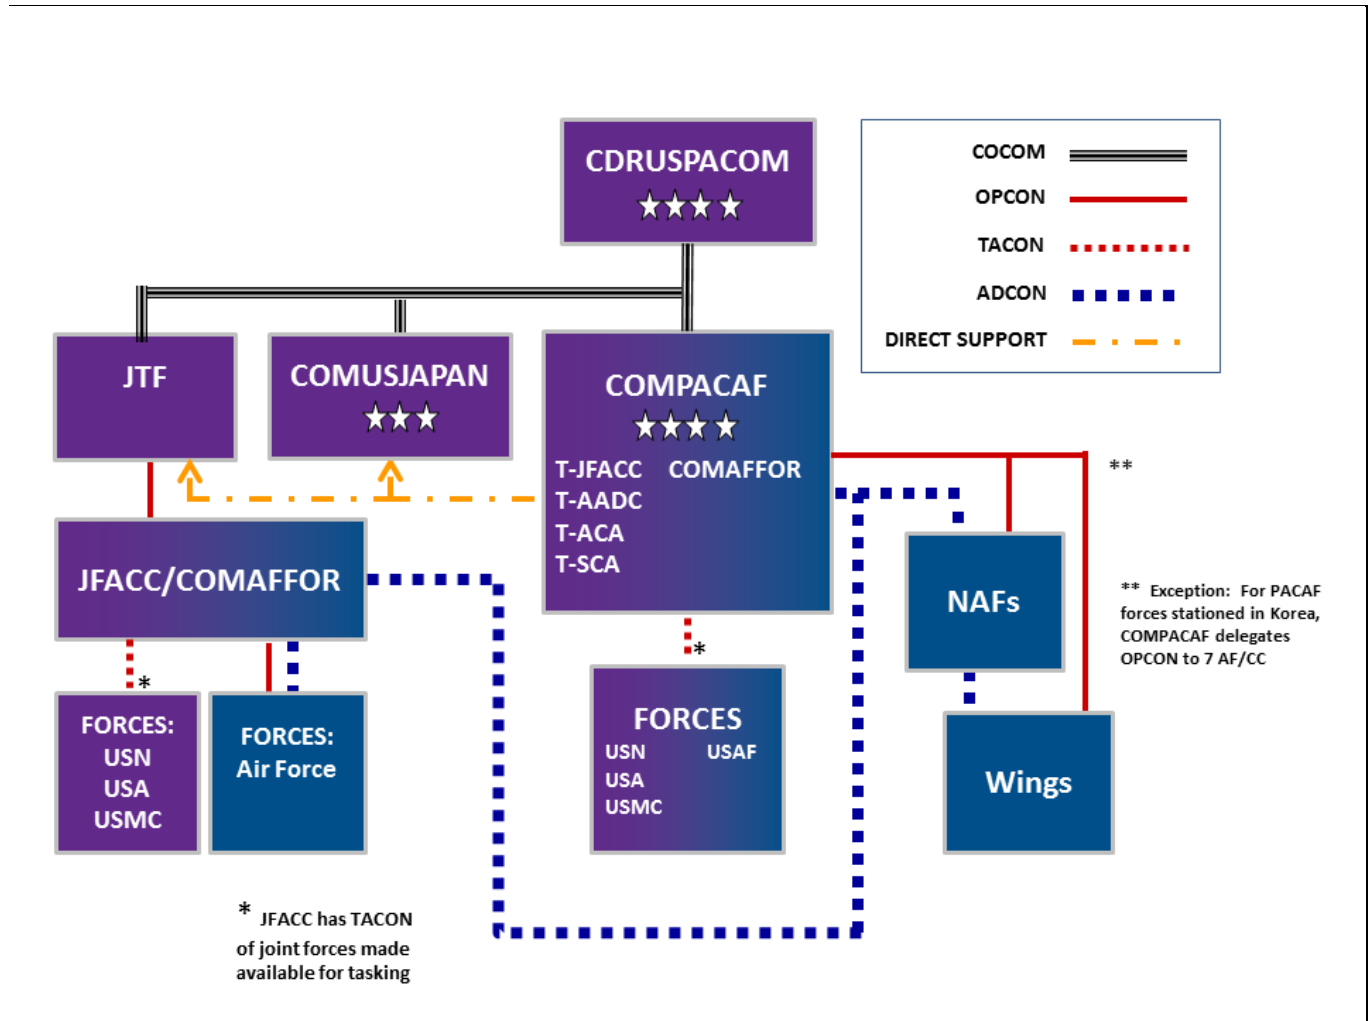 CDRUSPACOM
COCOM
OPCON
TACON
ADCON
DIRECT SUPPORT
JTF
COMUSJAPAN
COMPACAF
T-JFACC COMAFFOR
T-AADC
T-ACA
T-SCA
**
JFACC/COMAFFOR
NAFs
** Exception: For PACAF
forces stationed in Korea,
COMPACAF delegates
OPCON to 7 AF/CC
*
*
FORCES:
USN
USA
USMC
FORCES:
Air Force
FORCES
USN USAF
USA
USMC
Wings
* JFACC has TACON
of joint forces made
available for tasking